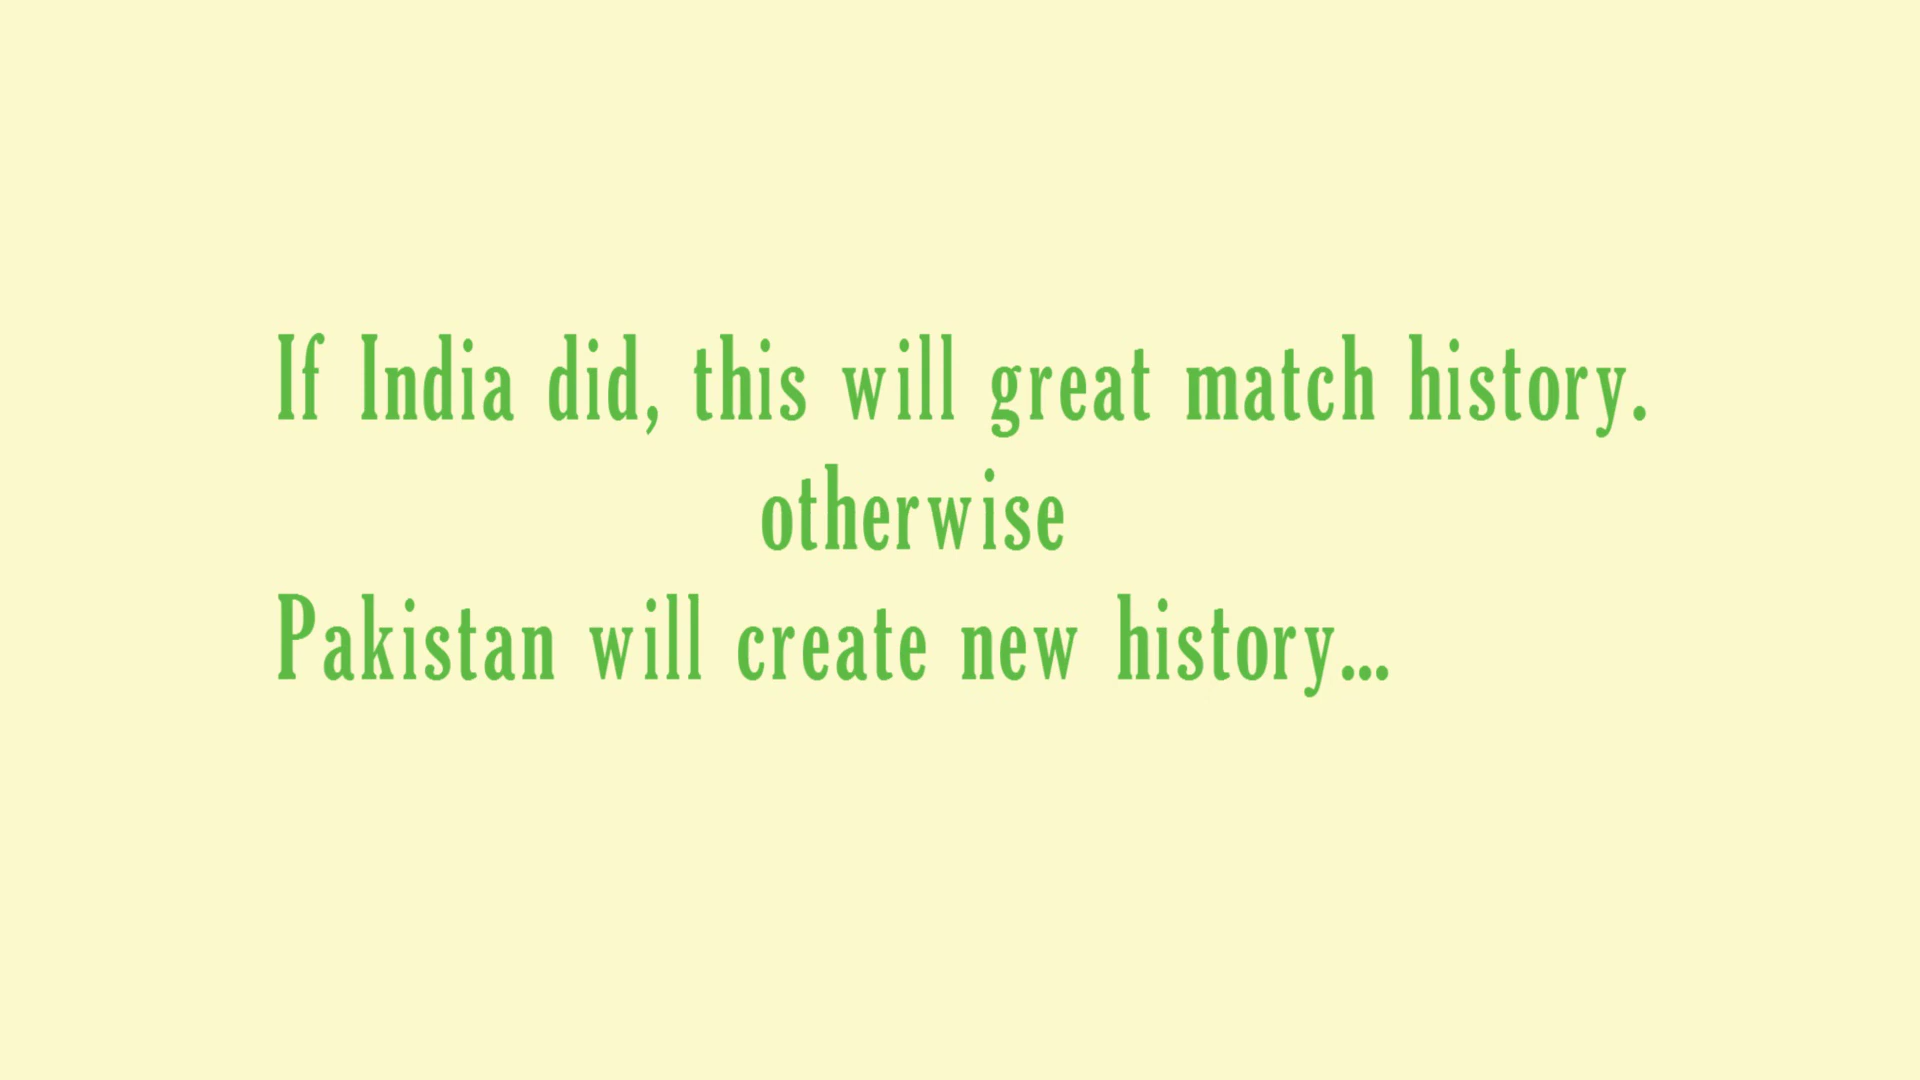 If India did, this will great match history.
otherwise
Pakistan will create new history...